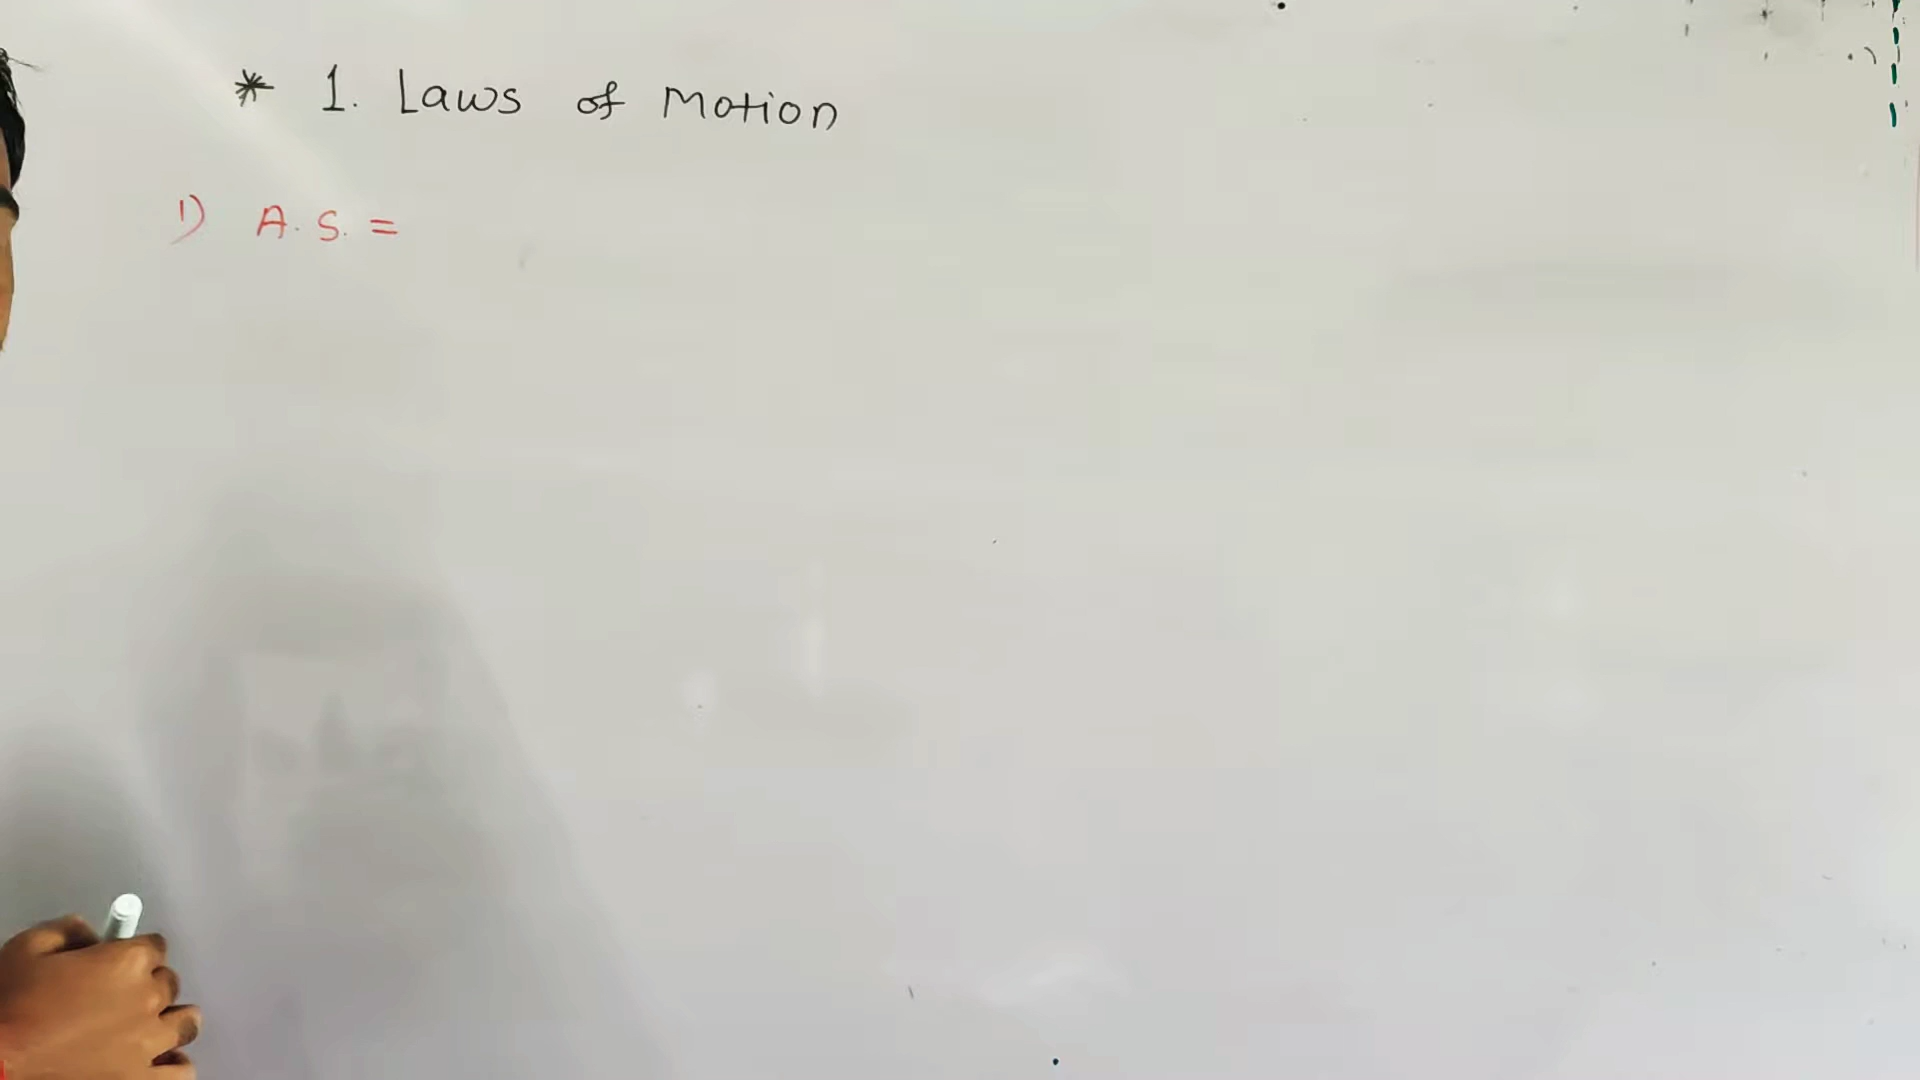 * 1. Laws of Motion
1) A. S. =